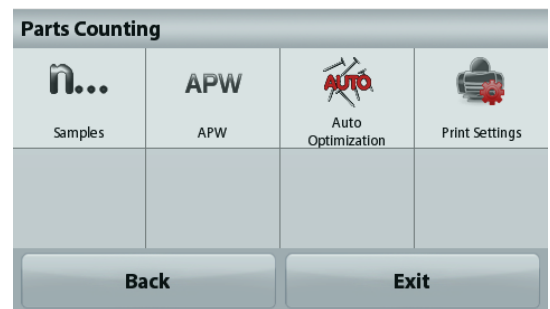 Parts Counting
n...
APW
AUTO
Samples
APW
Auto
Optimization
Print Settings
Back
Exit